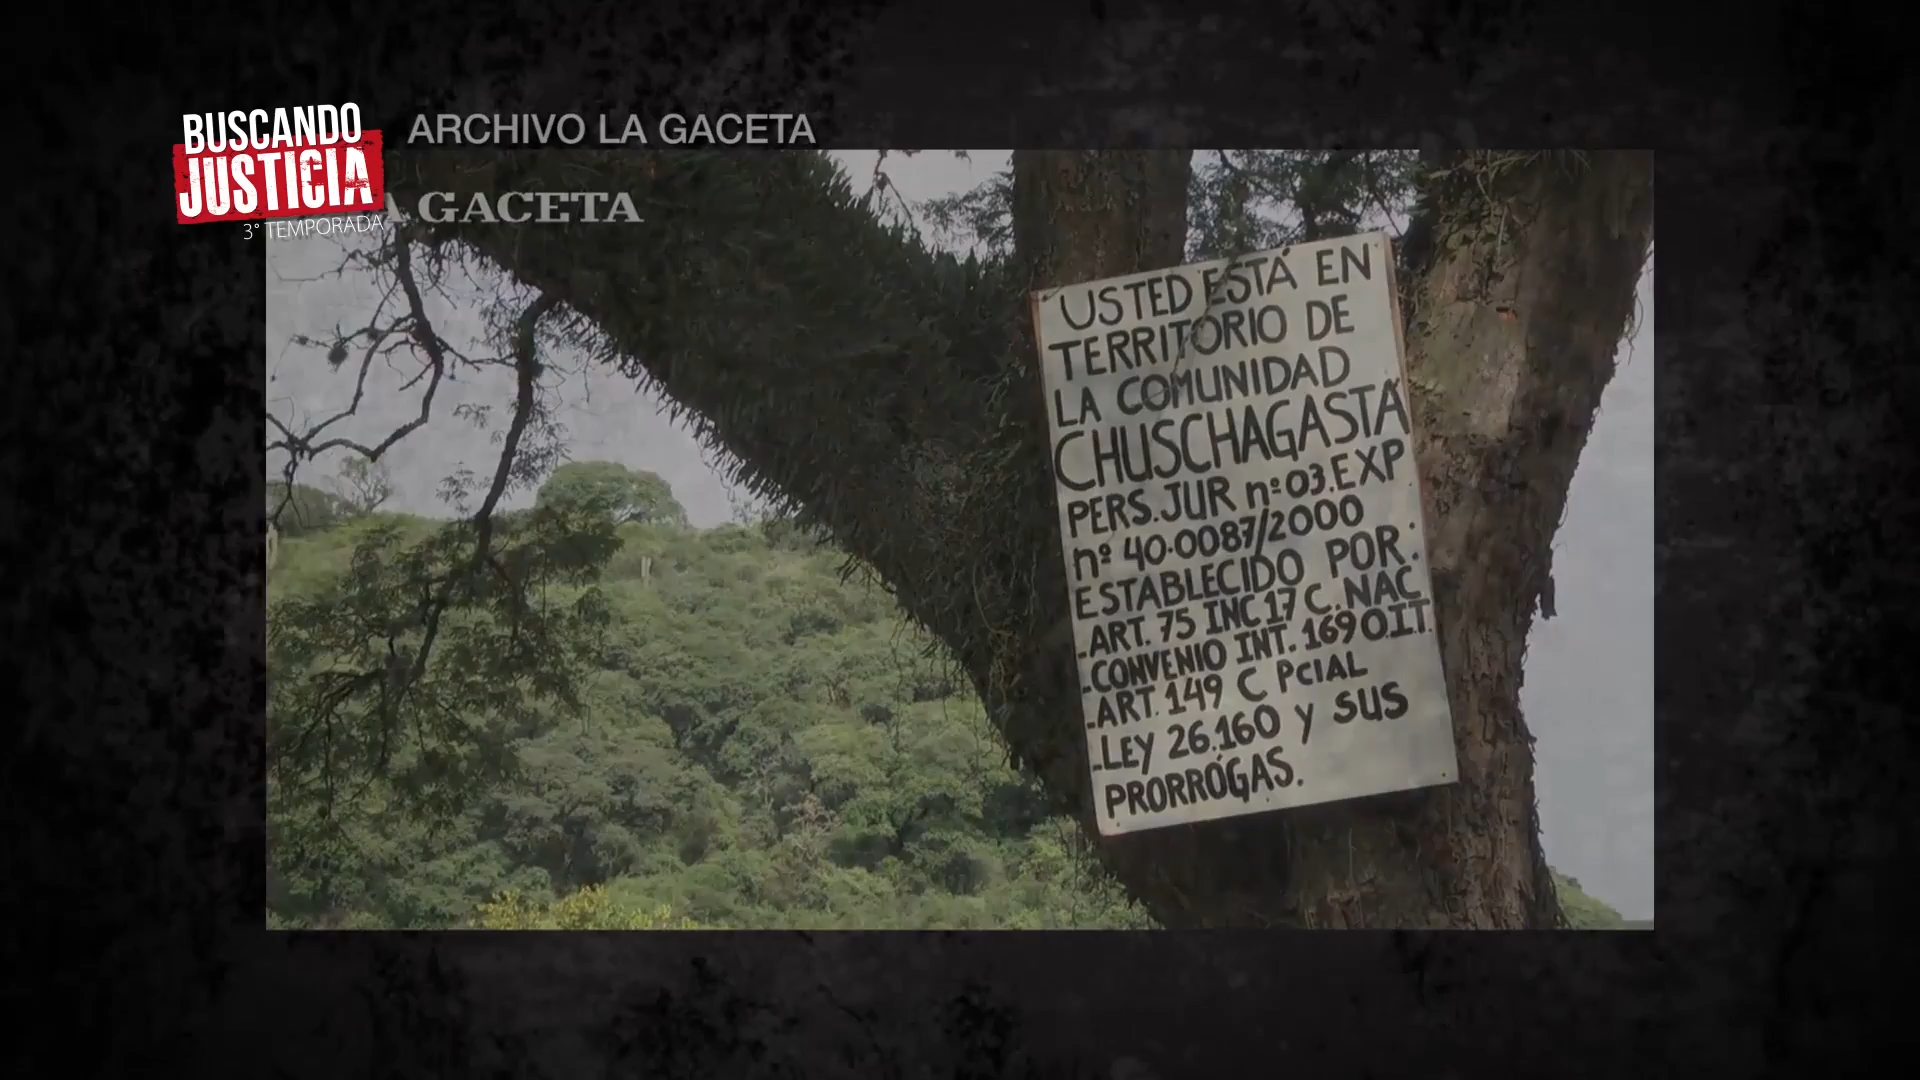 BUSCANDO
JUSTICIA
3° TEMPORADA
ARCHIVO LA GACETA
A GACETA
USTED ESTÁ EN
TERRITORIO DE
LA COMUNIDAD
CHUSCHAGASTA
PERS. JUR nº 03. EXP
nº 40.0087/2000
ESTABLECIDO POR.
-ART. 75 INC 17 C. NAC
-CONVENIO INT. 169 O.I.T.
-ART. 149 C PCIAL
-LEY 26.160 y SUS
PRORRÓGAS.